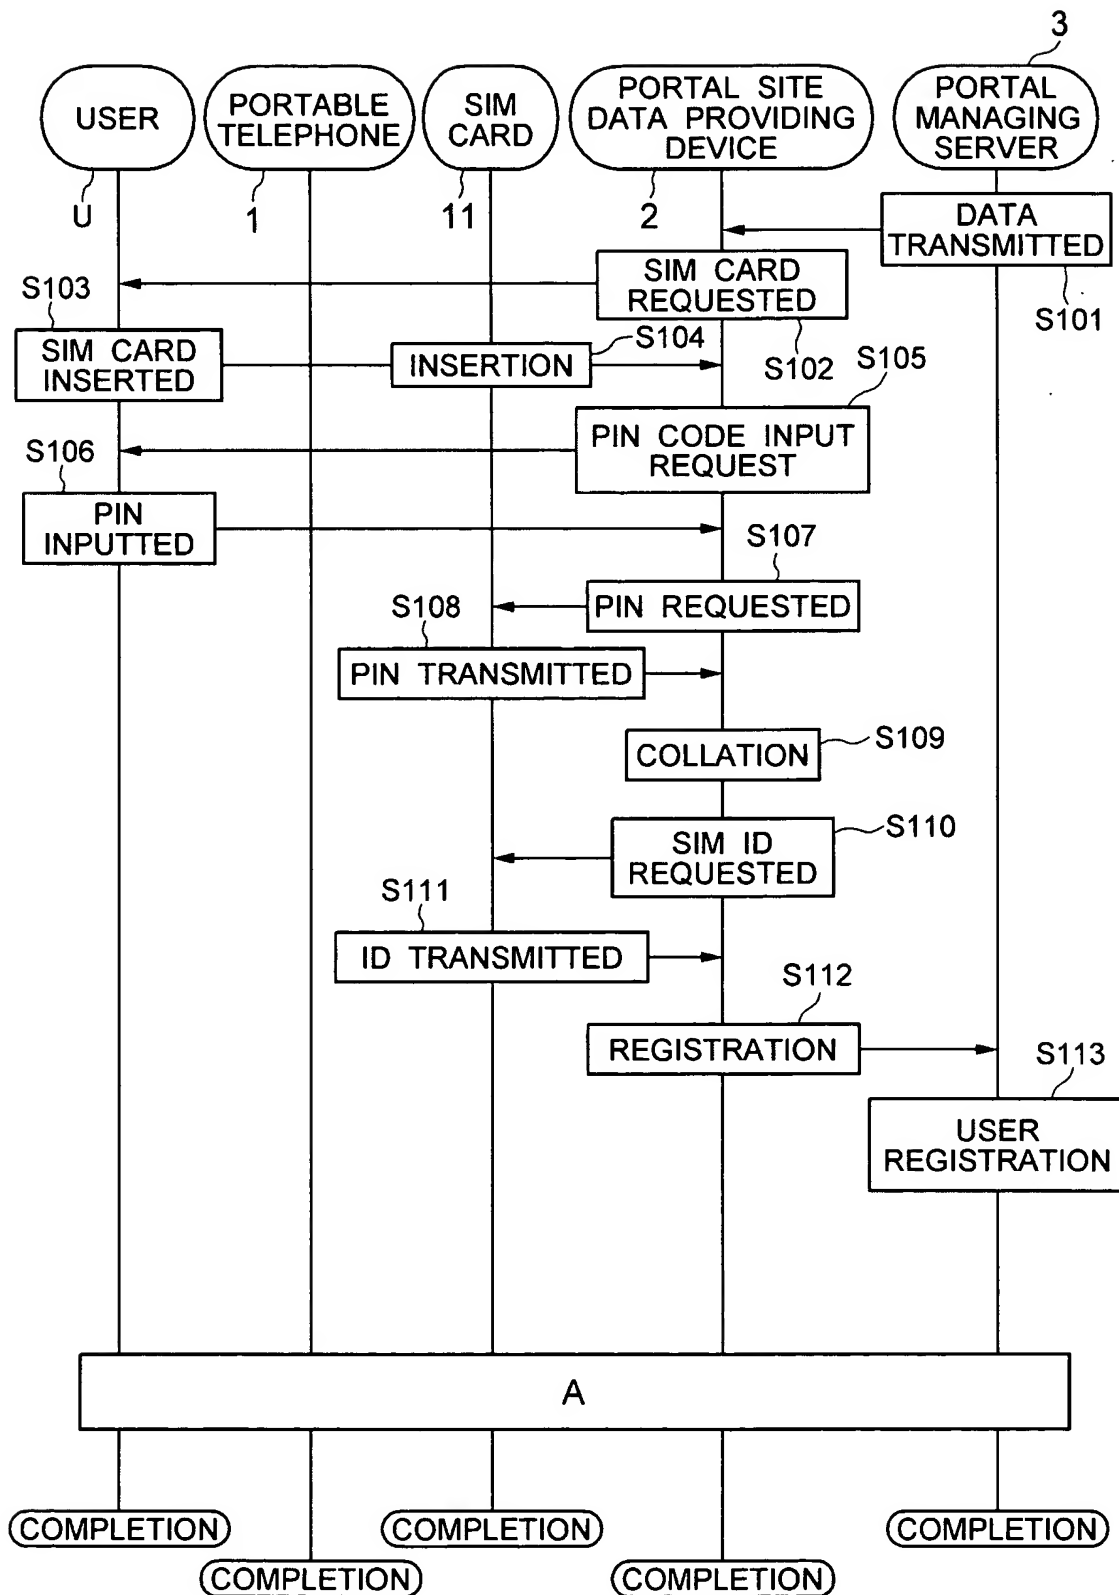 3
USER
PORTABLE
TELEPHONE
SIM
CARD
PORTAL SITE
DATA PROVIDING
DEVICE
PORTAL
MANAGING
SERVER
U
1
11
2
DATA
TRANSMITTED
S101
SIM CARD
REQUESTED
S102
S103
SIM CARD
INSERTED
INSERTION
S104
S105
PIN CODE INPUT
REQUEST
S106
PIN
INPUTTED
S107
PIN REQUESTED
S108
PIN TRANSMITTED
COLLATION
S109
SIM ID
REQUESTED
S110
S111
ID TRANSMITTED
S112
REGISTRATION
S113
USER
REGISTRATION
A
COMPLETION
COMPLETION
COMPLETION
COMPLETION
COMPLETION